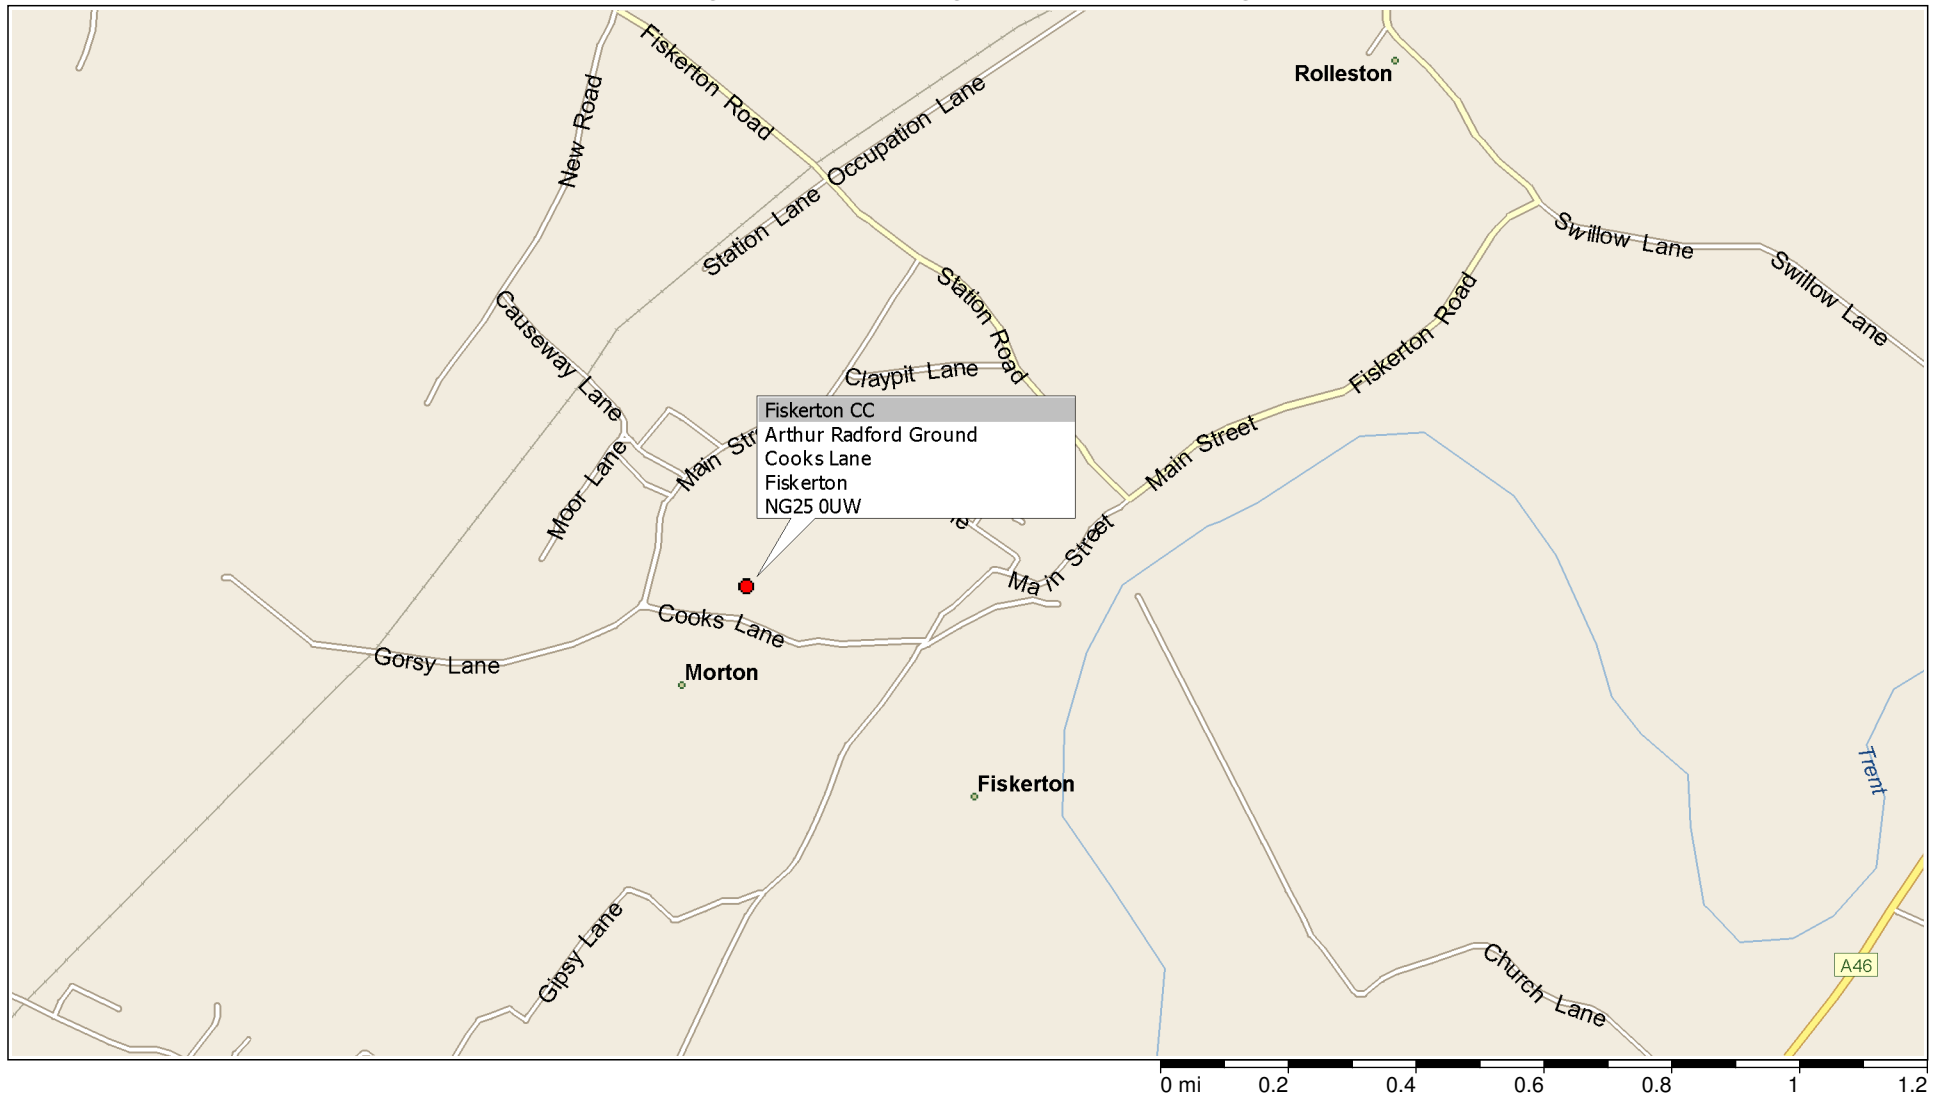 Fiskerton Road
Rolleston
New Road
Occupation Lane
Station Lane
Swillow Lane
Swillow Lane
Station Road
Fiskerton Road
Causeway Lane
Claypit Lane
Fiskerton CC
Arthur Radford Ground
Cooks Lane
Fiskerton
NG25 0UW
Main Str
Main Street
Moor Lane
Main Street
Cooks Lane
Gorsy Lane
Morton
Fiskerton
Trent
Gipsy Lane
Church Lane
A46
0 mi 0.2 0.4 0.6 0.8 1 1.2